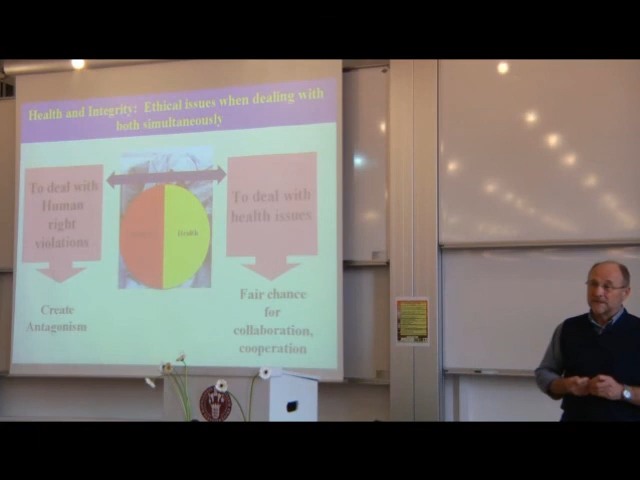 Health and Integrity: Ethical issues when dealing with
both simultaneously
To deal with
Human
right
violations
To deal with
health issues
Health
Create
Antagonism
Fair chance
for
collaboration,
cooperation